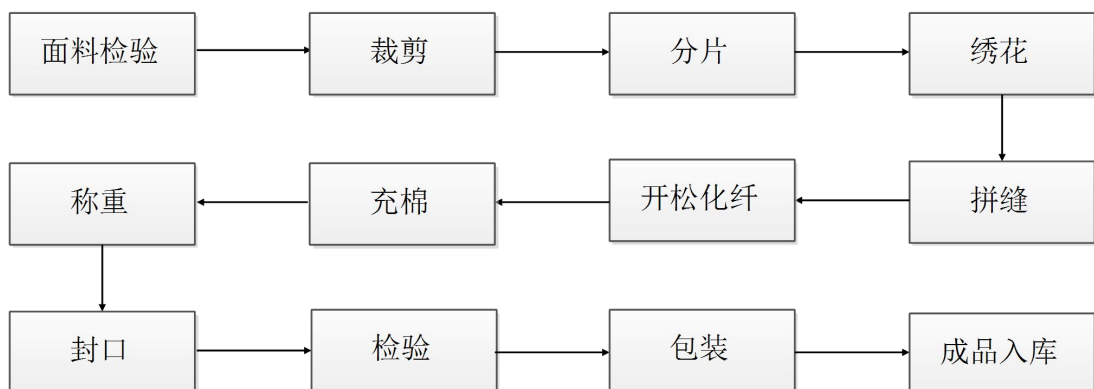 面料检验
裁剪
分片
绣花
拼缝
开松化纤
充棉
称重
封口
检验
包装
成品入库